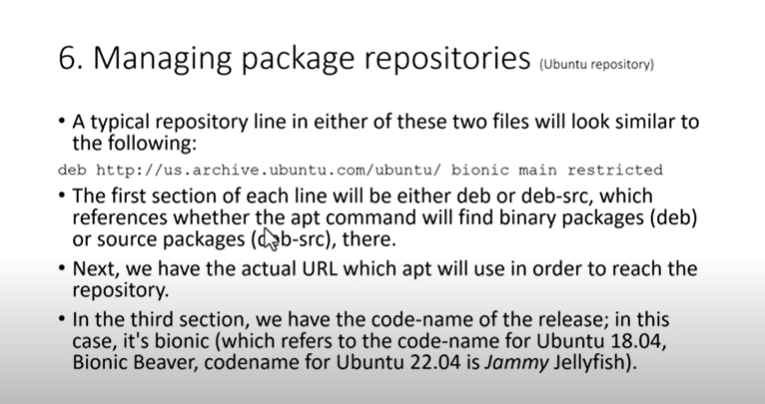 6. Managing package repositories (Ubuntu repository)
• A typical repository line in either of these two files will look similar to
the following:
deb http://us.archive.ubuntu.com/ubuntu/ bionic main restricted
• The first section of each line will be either deb or deb-src, which
references whether the apt command will find binary packages (deb)
or source packages (deb-src), there.
• Next, we have the actual URL which apt will use in order to reach the
repository.
• In the third section, we have the code-name of the release; in this
case, it's bionic (which refers to the code-name for Ubuntu 18.04,
Bionic Beaver, codename for Ubuntu 22.04 is Jammy Jellyfish).